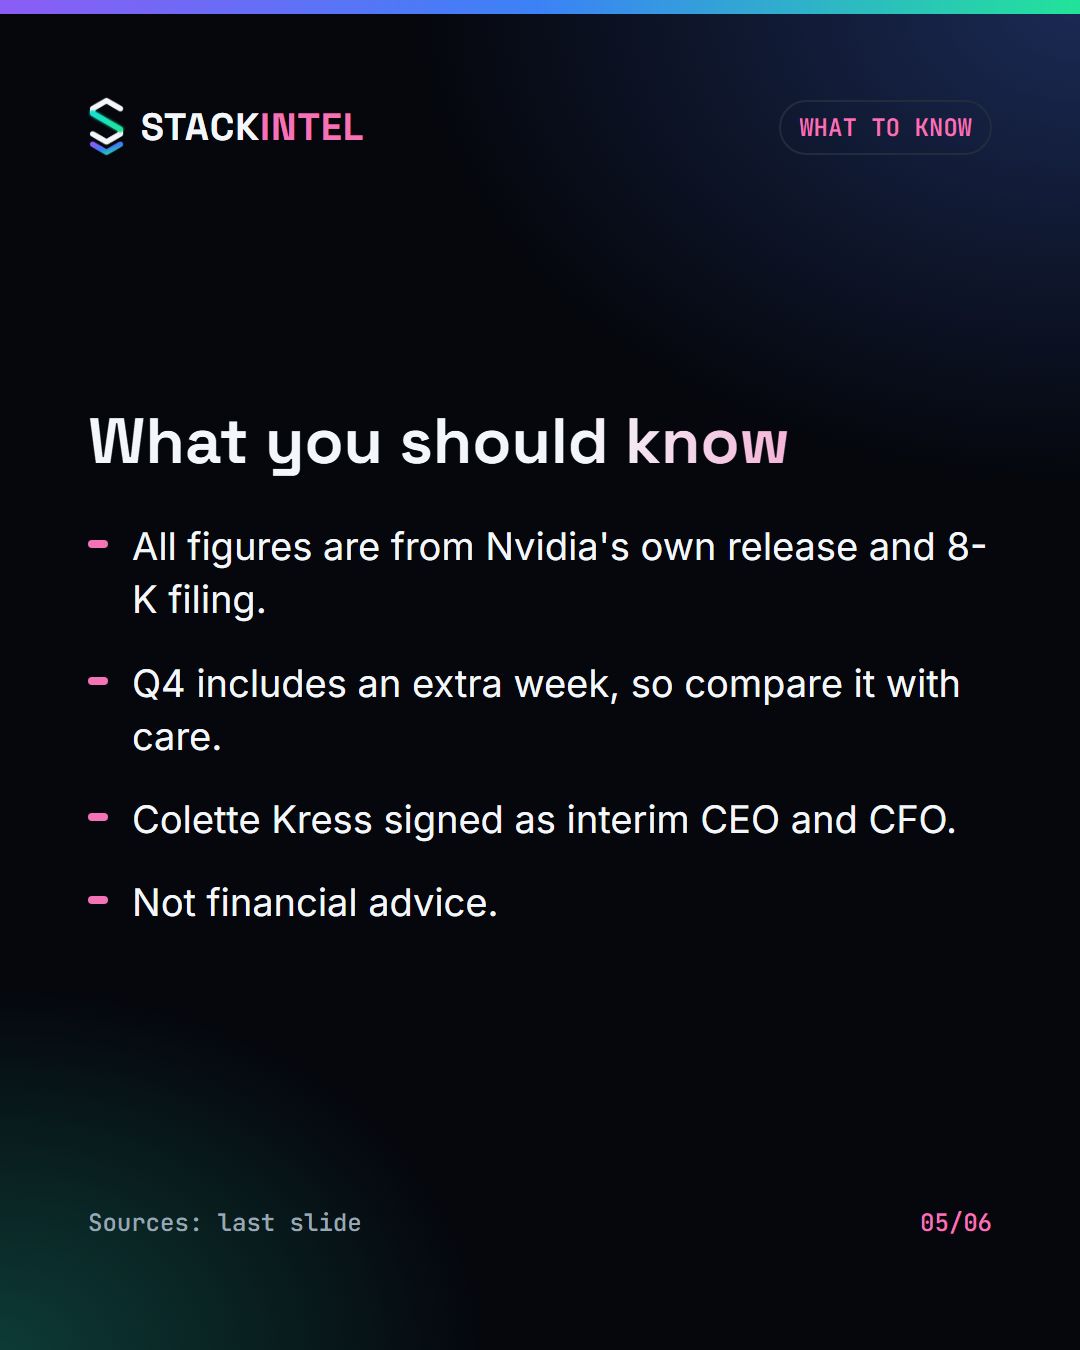 STACKINTEL
WHAT TO KNOW
What you should know
All figures are from Nvidia's own release and 8-
K filing.
Q4 includes an extra week, so compare it with
care.
Colette Kress signed as interim CEO and CFO.
Not financial advice.
Sources: last slide
05/06